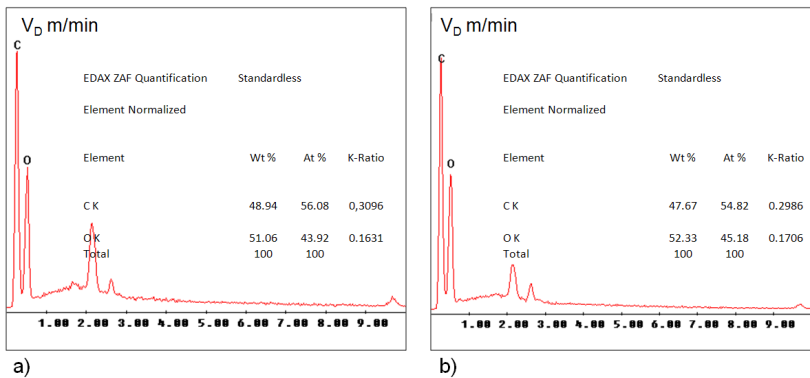 V_D m/min
C
EDAX ZAF Quantification Standardless
Element Normalized
O
Element Wt % At % K-Ratio
C K 48.94 56.08 0,3096
O K 51.06 43.92 0.1631
Total 100 100
1.00 2.00 3.00 4.00 5.00 6.00 7.00 8.00 9.00
a)
V_D m/min
C
EDAX ZAF Quantification Standardless
Element Normalized
O
Element Wt % At % K-Ratio
C K 47.67 54.82 0.2986
O K 52.33 45.18 0.1706
Total 100 100
1.00 2.00 3.00 4.00 5.00 6.00 7.00 8.00 9.00
b)